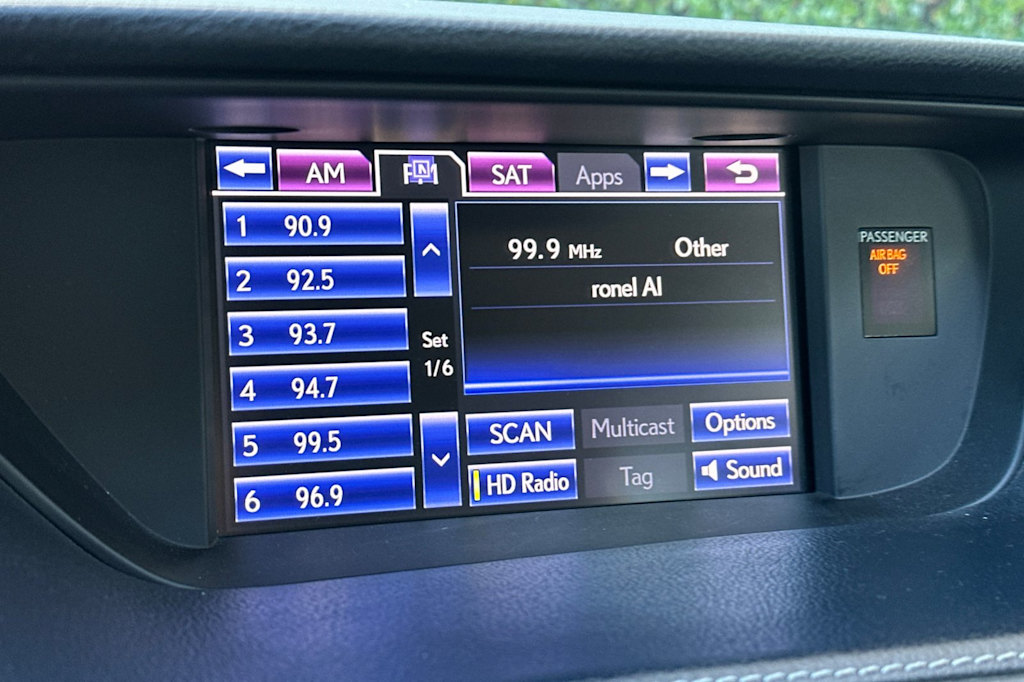 AM FM SAT Apps
1 90.9
2 92.5
3 93.7
4 94.7
5 99.5
6 96.9
Set
1/6
99.9 MHz Other
ronel Al
SCAN Multicast Options
HD Radio Tag Sound
PASSENGER
AIR BAG
OFF